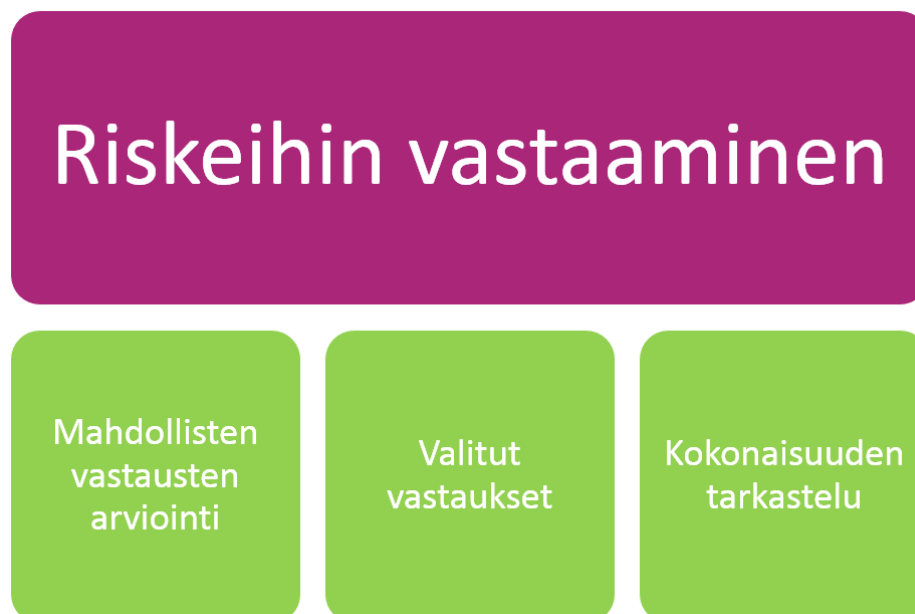 Riskeihin vastaaminen
Mahdollisten
vastausten
arviointi
Valitut
vastaukset
Kokonaisuuden
tarkastelu